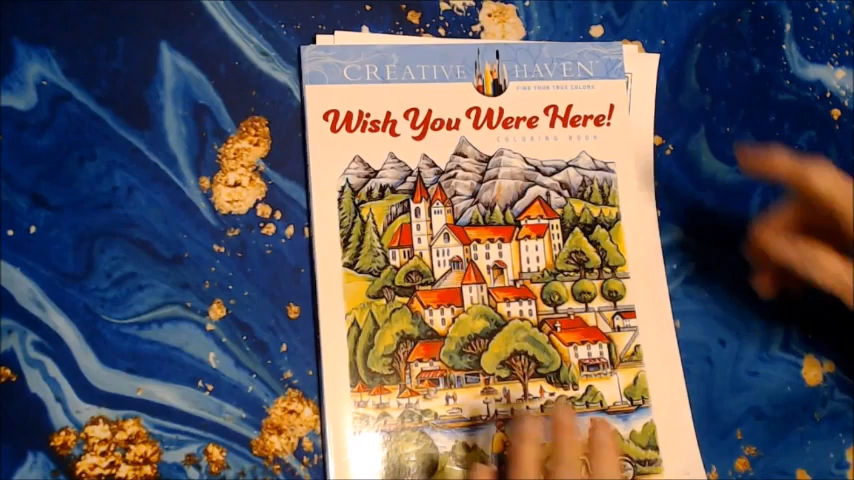 CREATIVE HAVEN
FIND YOUR TRUE COLORS
Wish You Were Here!
COLORING BOOK